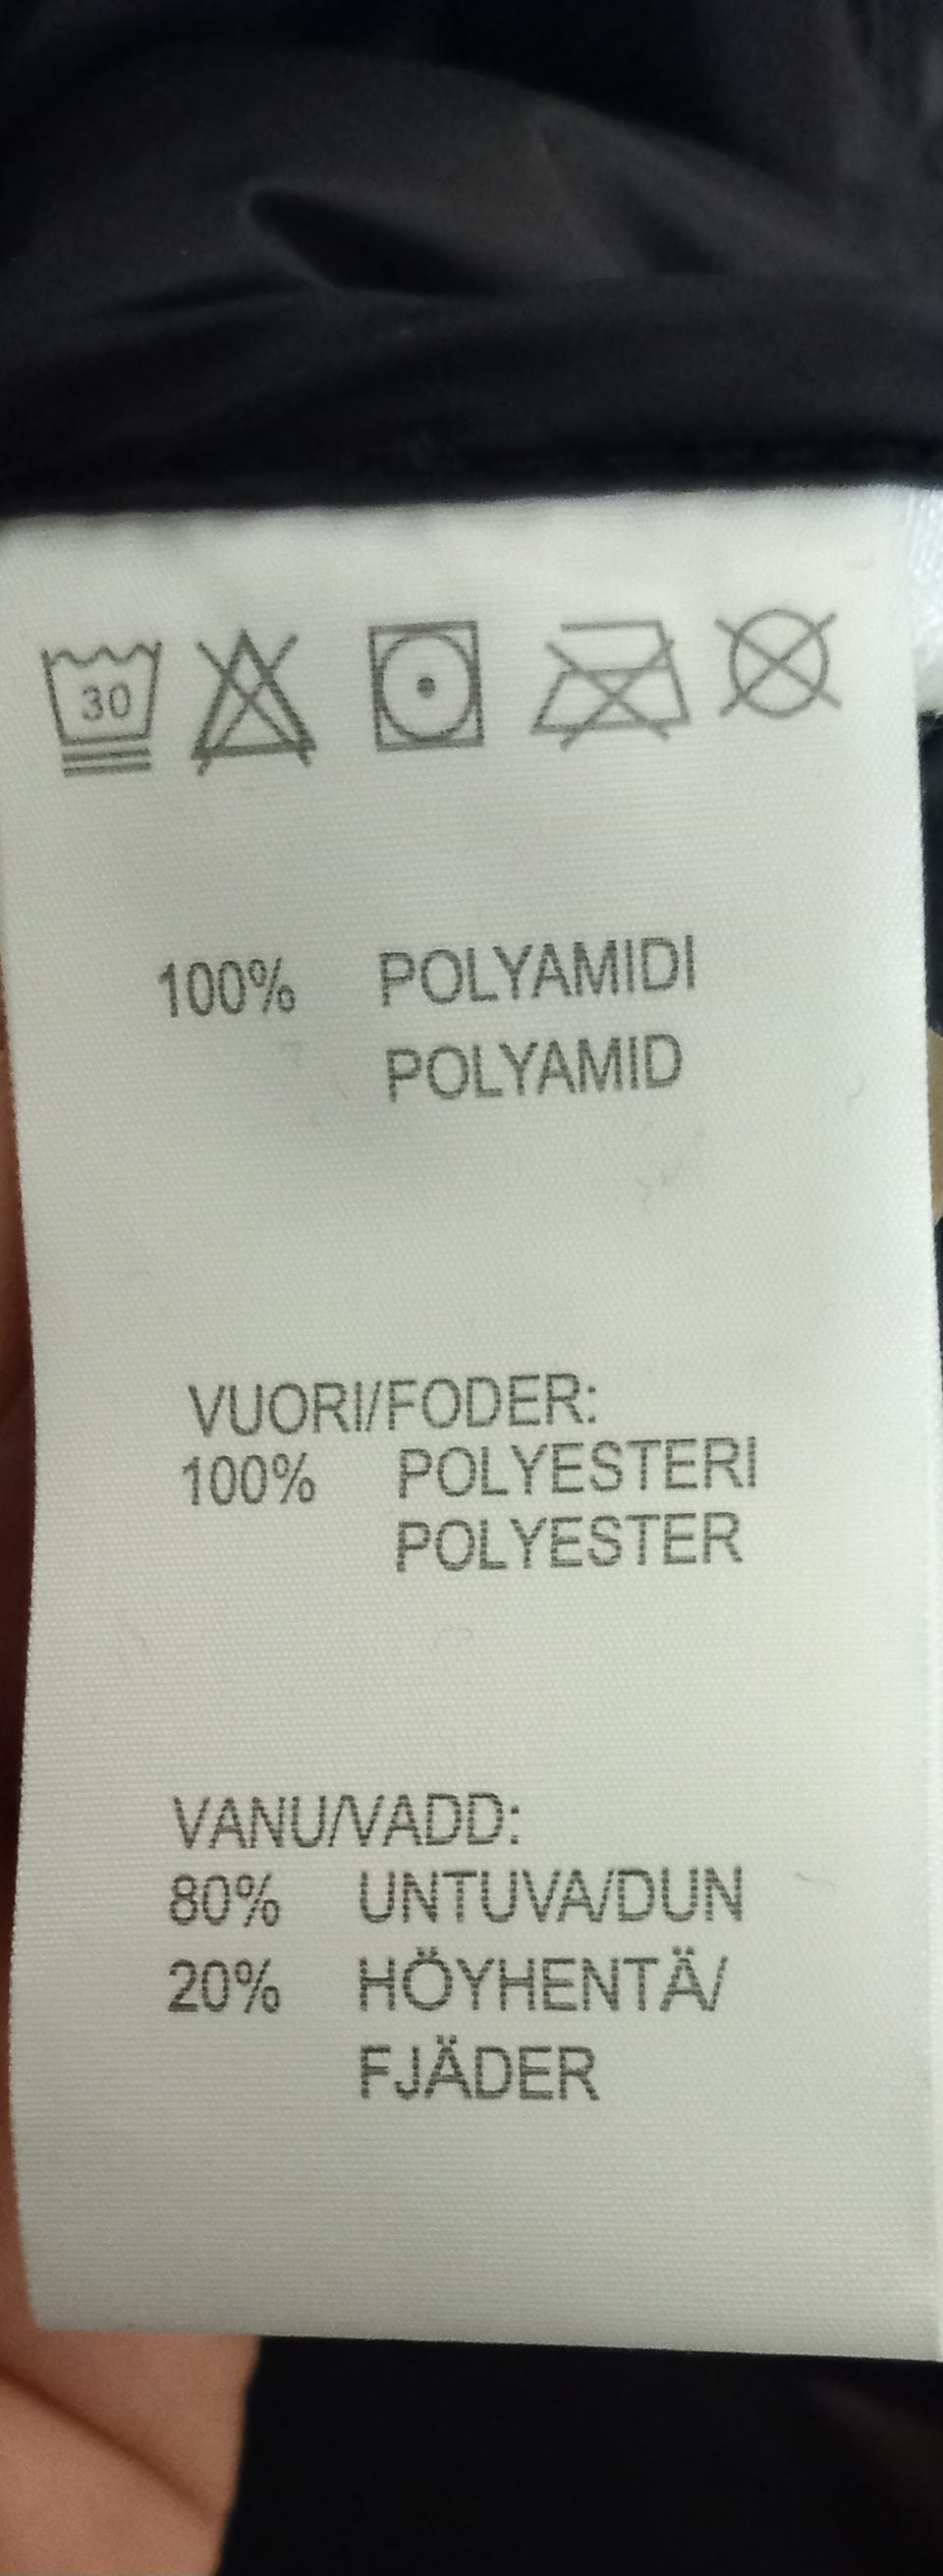 30
100% POLYAMIDI
POLYAMID
VUORI/FODER:
100% POLYESTERI
POLYESTER
VANU/VADD:
80% UNTUVA/DUN
20% HÖYHENTÄ/
FJÄDER